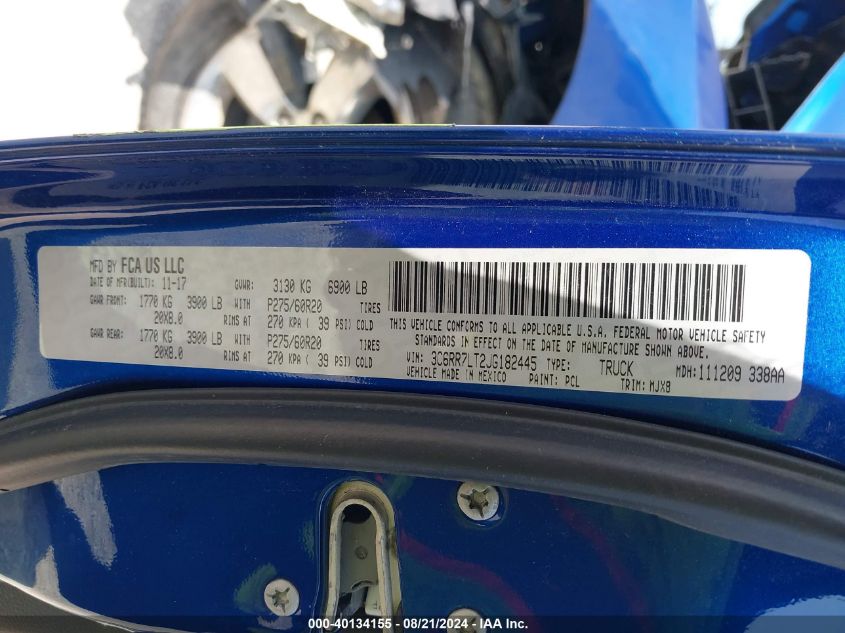 MFD BY FCA US LLC
DATE OF MFR(BUILT): 11-17 GVWR: 3130 KG 6900 LB
GAWR FRONT: 1770 KG 3900 LB WITH P275/60R20 TIRES
20X8.0 RIMS AT 270 KPA ( 39 PSI) COLD
GAWR REAR: 1770 KG 3900 LB WITH P275/60R20 TIRES
20X8.0 RIMS AT 270 KPA ( 39 PSI) COLD
THIS VEHICLE CONFORMS TO ALL APPLICABLE U.S.A. FEDERAL MOTOR VEHICLE SAFETY
STANDARDS IN EFFECT ON THE DATE OF MANUFACTURE SHOWN ABOVE.
VIN: 3C6RR7LT2JG182445 TYPE: TRUCK MDH: 111209 338AA
VEHICLE MADE IN MEXICO PAINT: PCL TRIM: MJX8
000-40134155 - 08/21/2024 - IAA Inc.